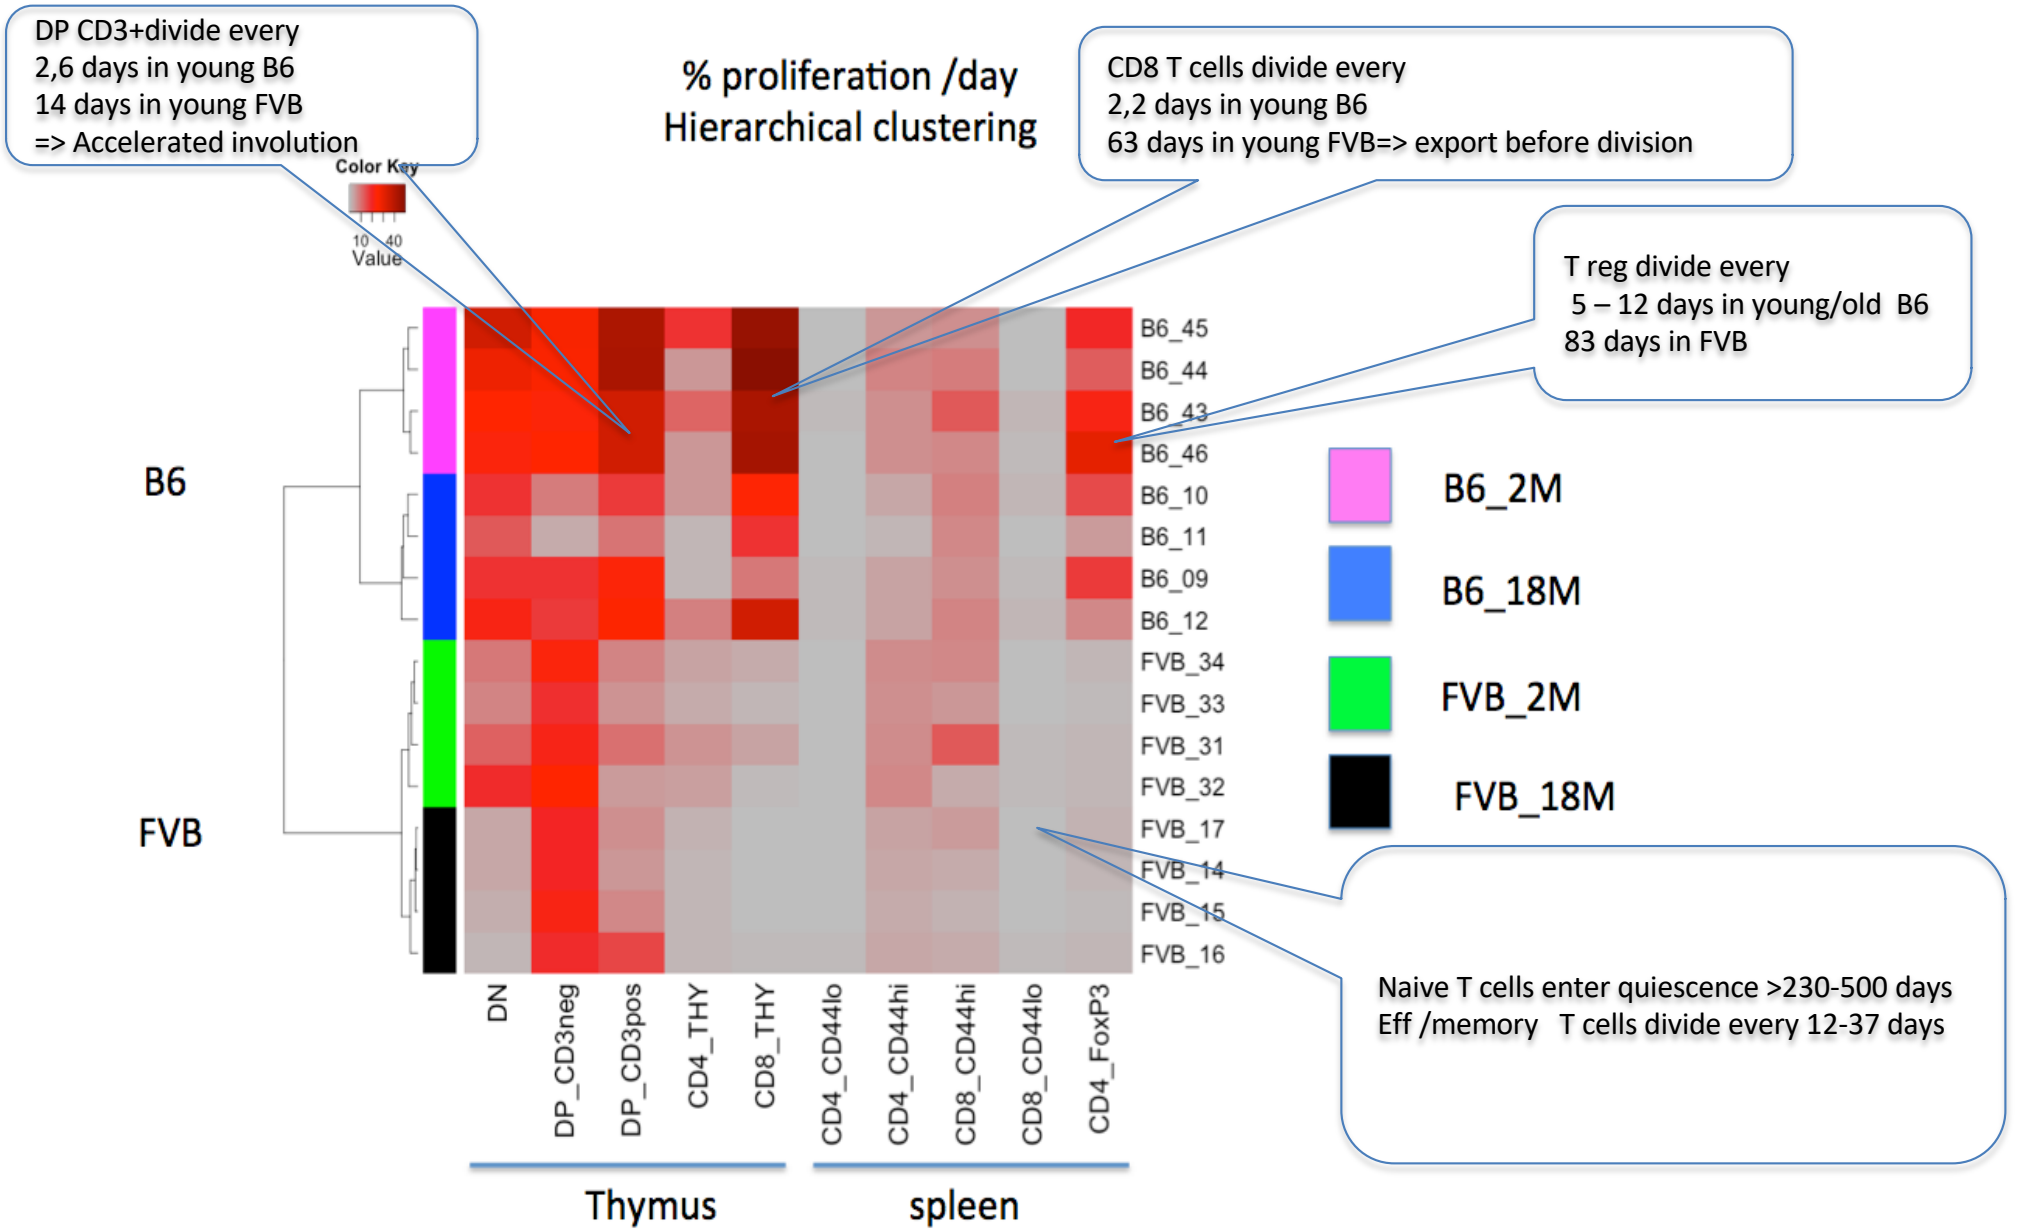 DP CD3+divide every
2,6 days in young B6
14 days in young FVB
=> Accelerated involution
% proliferation /day
Hierarchical clustering
CD8 T cells divide every
2,2 days in young B6
63 days in young FVB=> export before division
Color Key
10 40
Value
T reg divide every
5 – 12 days in young/old B6
83 days in FVB
B6
FVB
B6_45
B6_44
B6_43
B6_46
B6_10
B6_11
B6_09
B6_12
FVB_34
FVB_33
FVB_31
FVB_32
FVB_17
FVB_14
FVB_15
FVB_16
B6_2M
B6_18M
FVB_2M
FVB_18M
Naive T cells enter quiescence >230-500 days
Eff /memory T cells divide every 12-37 days
DN
DP_CD3neg
DP_CD3pos
CD4_THY
CD8_THY
CD4_CD44lo
CD4_CD44hi
CD8_CD44hi
CD8_CD44lo
CD4_FoxP3
Thymus
spleen